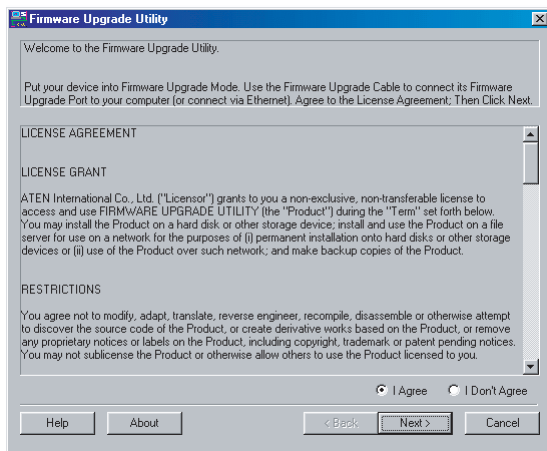 Firmware Upgrade Utility
Welcome to the Firmware Upgrade Utility.
Put your device into Firmware Upgrade Mode. Use the Firmware Upgrade Cable to connect its Firmware
Upgrade Port to your computer (or connect via Ethernet). Agree to the License Agreement; Then Click Next.
LICENSE AGREEMENT
LICENSE GRANT
ATEN International Co., Ltd. ("Licensor") grants to you a non-exclusive, non-transferable license to
access and use FIRMWARE UPGRADE UTILITY (the "Product") during the "Term" set forth below.
You may install the Product on a hard disk or other storage device; install and use the Product on a file
server for use on a network for the purposes of (i) permanent installation onto hard disks or other storage
devices or (ii) use of the Product over such network; and make backup copies of the Product.
RESTRICTIONS
You agree not to modify, adapt, translate, reverse engineer, recompile, disassemble or otherwise attempt
to discover the source code of the Product, or create derivative works based on the Product, or remove
any proprietary notices or labels on the Product, including copyright, trademark or patent pending notices.
You may not sublicense the Product or otherwise allow others to use the Product licensed to you.
I Agree I Don't Agree
Help About < Back Next > Cancel